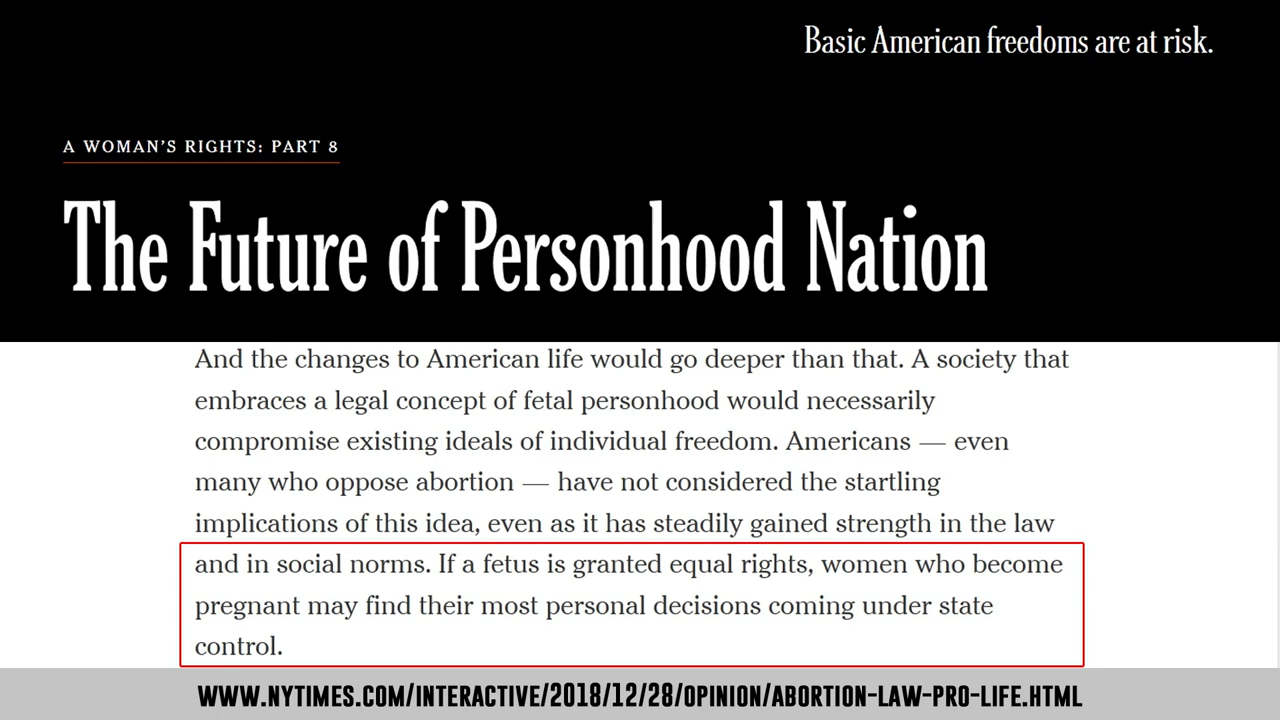 Basic American freedoms are at risk.
A WOMAN'S RIGHTS: PART 8
The Future of Personhood Nation
And the changes to American life would go deeper than that. A society that
embraces a legal concept of fetal personhood would necessarily
compromise existing ideals of individual freedom. Americans — even
many who oppose abortion — have not considered the startling
implications of this idea, even as it has steadily gained strength in the law
and in social norms. If a fetus is granted equal rights, women who become
pregnant may find their most personal decisions coming under state
control.
WWW.NYTIMES.COM/INTERACTIVE/2018/12/28/OPINION/ABORTION-LAW-PRO-LIFE.HTML